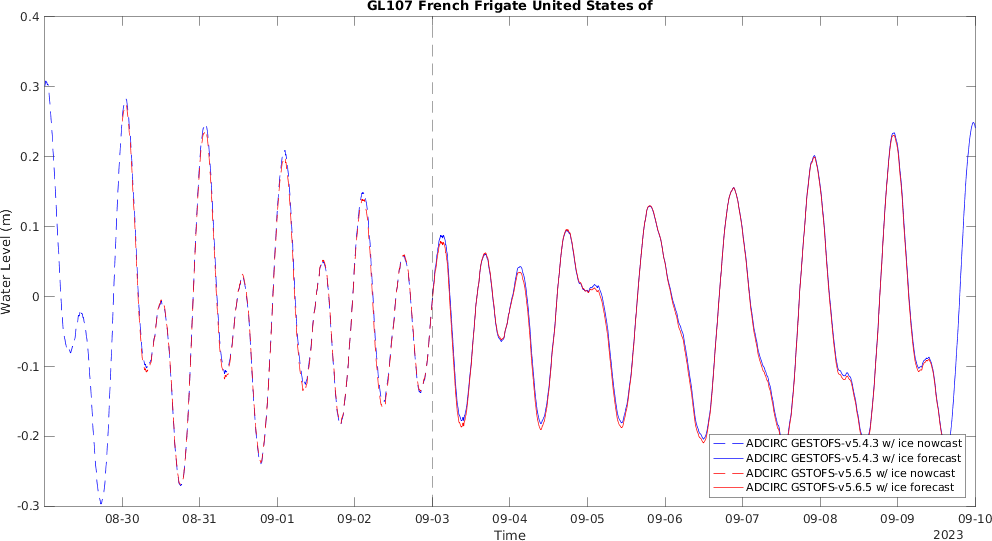 GL107 French Frigate United States of
0.4
0.3
0.2
0.1
0
-0.1
-0.2
-0.3
Water Level (m)
ADCIRC GESTOFS-v5.4.3 w/ ice nowcast
ADCIRC GESTOFS-v5.4.3 w/ ice forecast
ADCIRC GSTOFS-v5.6.5 w/ ice nowcast
ADCIRC GSTOFS-v5.6.5 w/ ice forecast
08-30 08-31 09-01 09-02 09-03 09-04 09-05 09-06 09-07 09-08 09-09 09-10
Time
2023